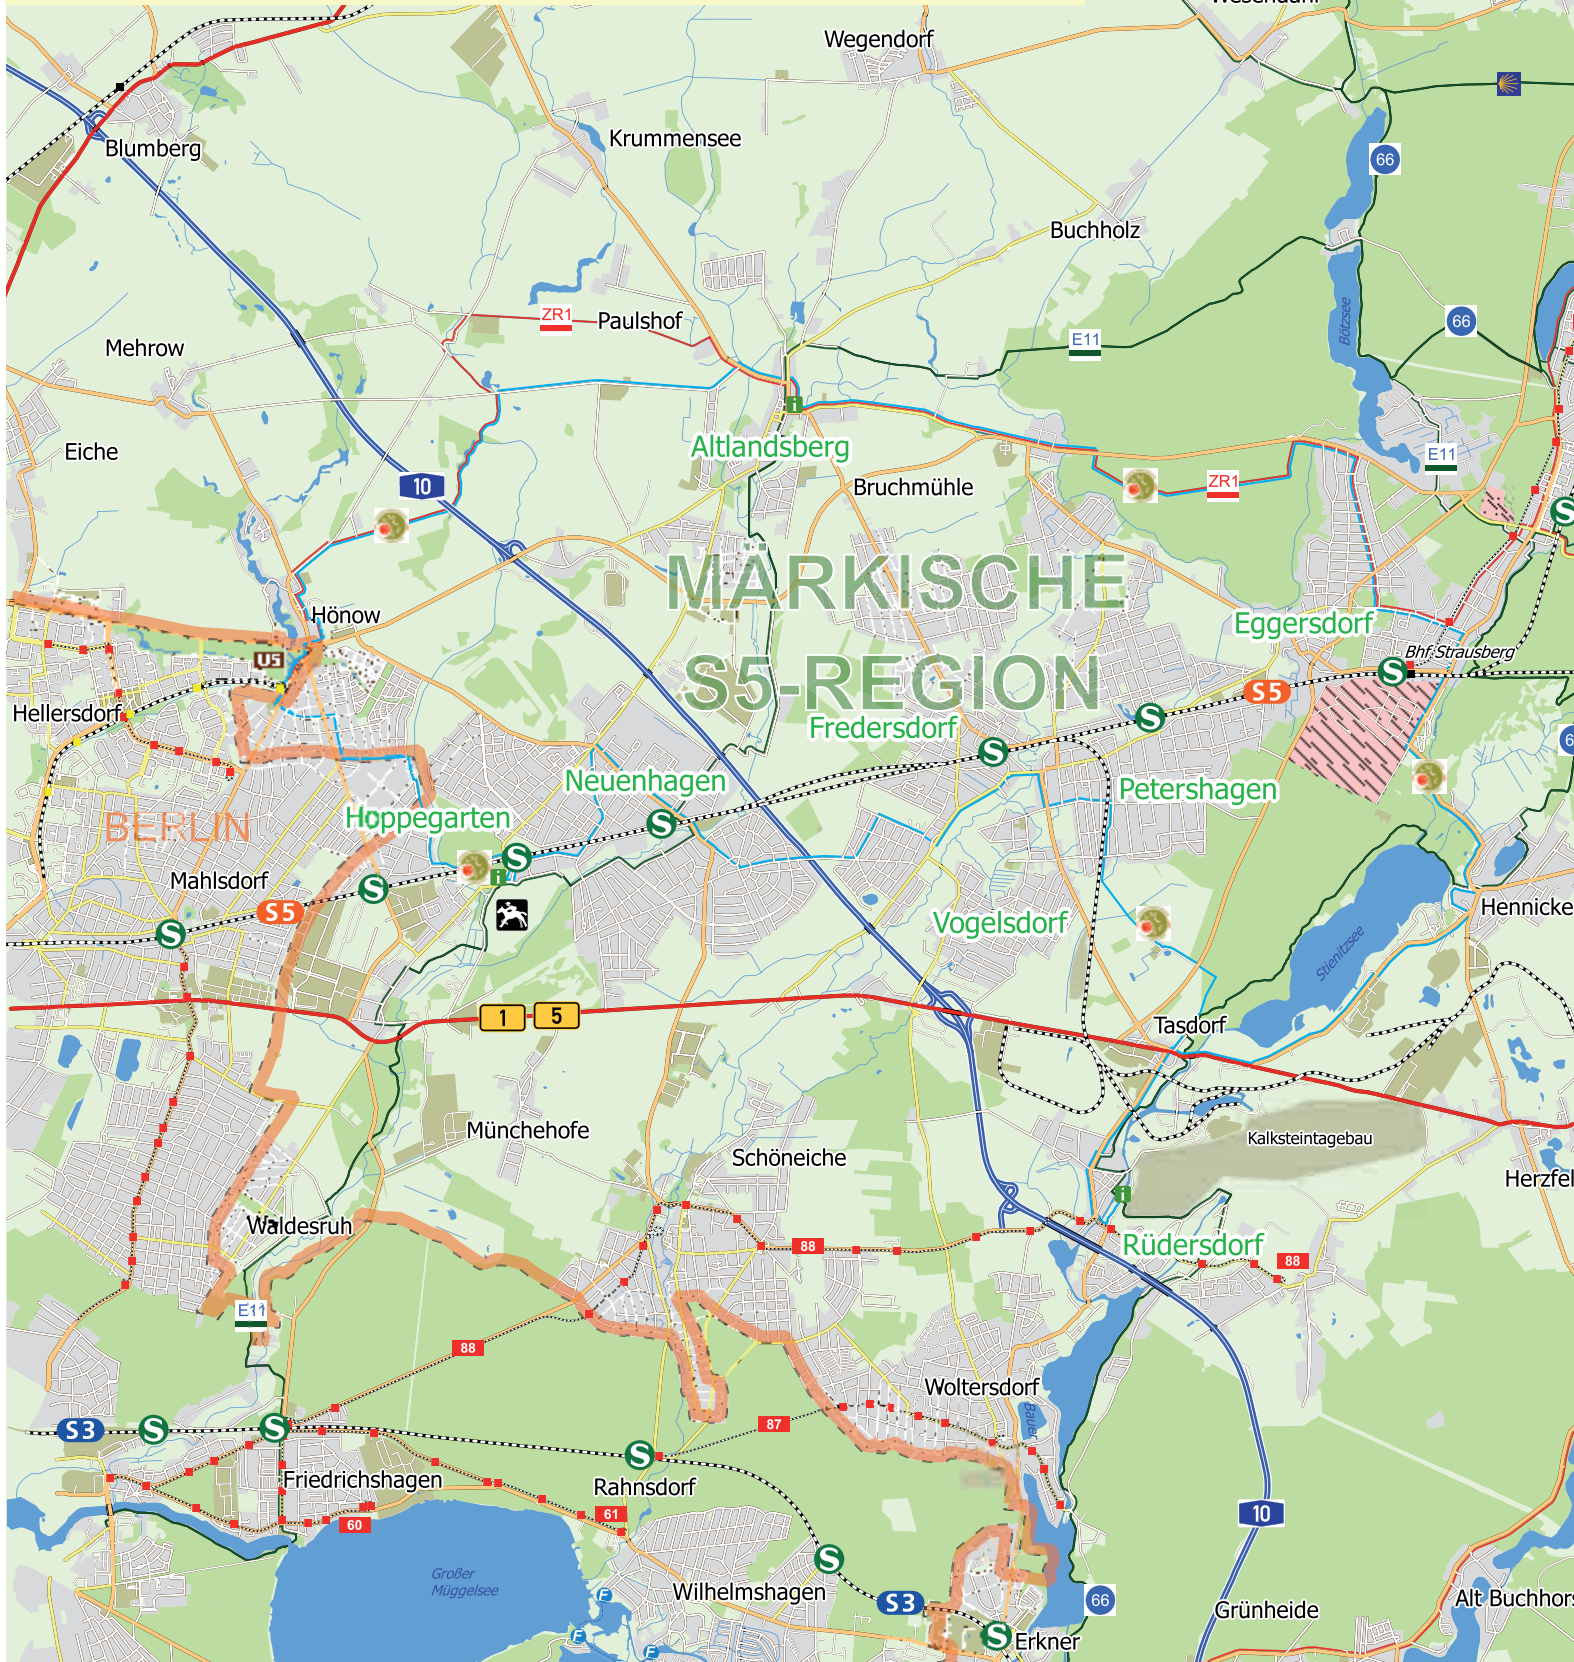 Wegendorf
Krummensee
Blumberg
66
Buchholz
ZR1
Paulshof
66
Bötzsee
E11
Mehrow
Altlandsberg
Eiche
E11
10
Bruchmühle
ZR1
MÄRKISCHE
S5-REGION
Hönow
Eggersdorf
Bhf. Strausberg
U5
S5
Hellersdorf
Fredersdorf
Neuenhagen
Petershagen
Hoppegarten
BERLIN
Mahlsdorf
S5
Vogelsdorf
Hennicke
Stienitzsee
1
5
Tasdorf
Münchehofe
Kalksteintagebau
Schöneiche
Herzfel
Waldesruh
88
Rüdersdorf
88
E11
88
Woltersdorf
87
Bauer
S3
Friedrichshagen
Rahnsdorf
61
60
10
Großer
Müggelsee
Wilhelmshagen
S3
66
Grünheide
Alt Buchhors
Erkner